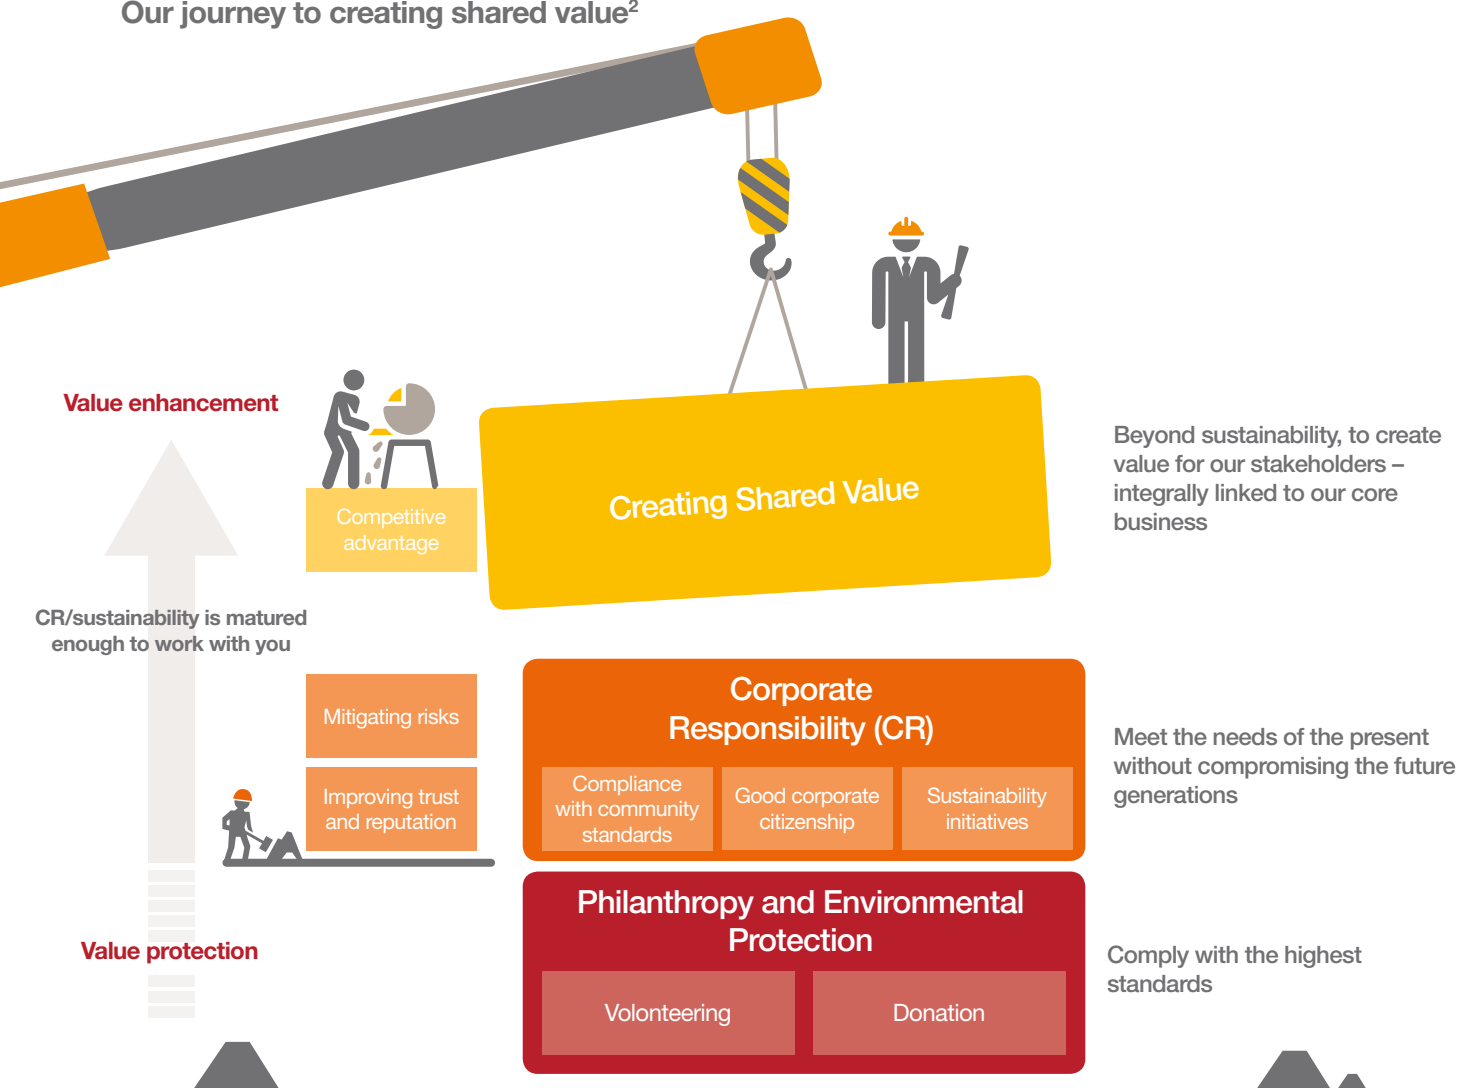 Our journey to creating shared value²
Value enhancement
Competitive
advantage
Creating Shared Value
Beyond sustainability, to create
value for our stakeholders –
integrally linked to our core
business
CR/sustainability is matured
enough to work with you
Mitigating risks
Improving trust
and reputation
Corporate
Responsibility (CR)
Compliance
with community
standards
Good corporate
citizenship
Sustainability
initiatives
Meet the needs of the present
without compromising the future
generations
Value protection
Philanthropy and Environmental
Protection
Volonteering
Donation
Comply with the highest
standards